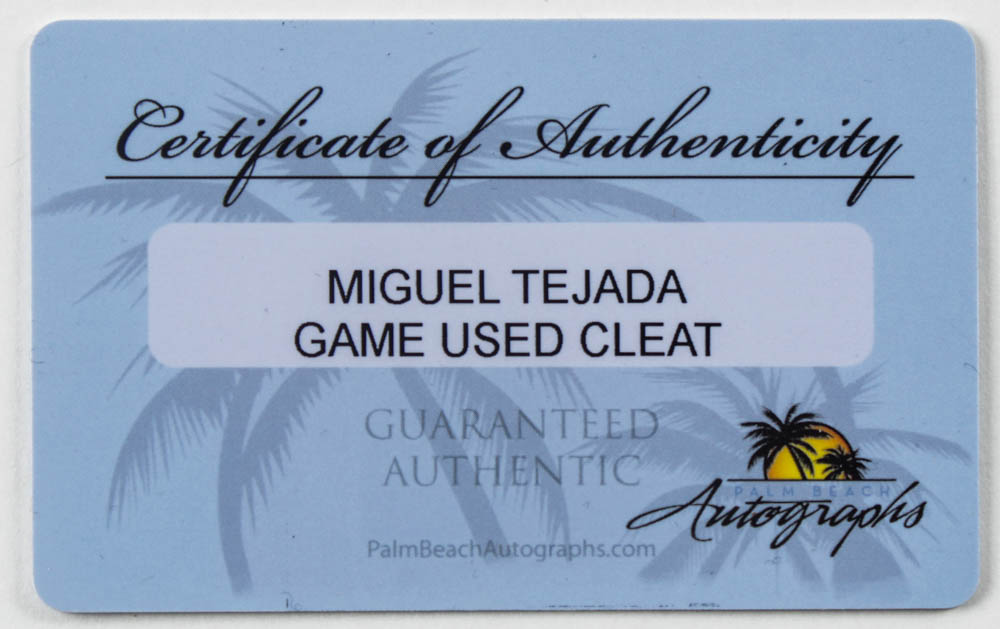 Certificate of Authenticity
MIGUEL TEJADA
GAME USED CLEAT
GUARANTEED
AUTHENTIC
PALM BEACH
Autographs
PalmBeachAutographs.com